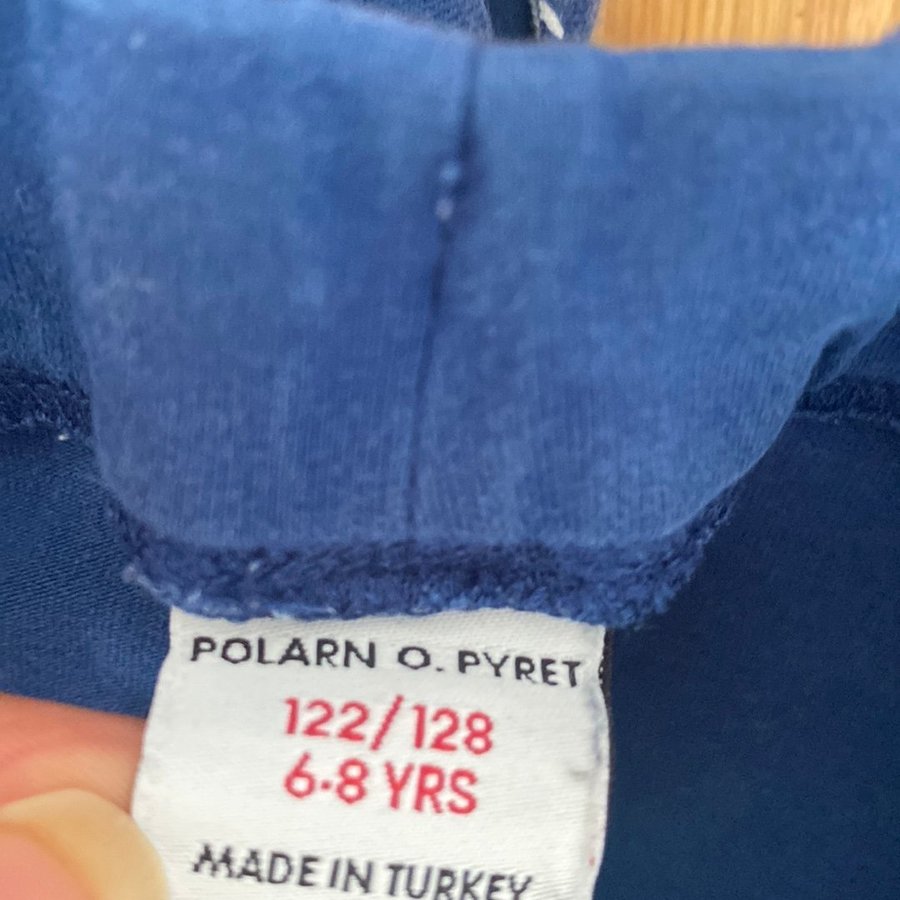 POLARN O. PYRET
122/128
6-8 YRS
MADE IN TURKEY